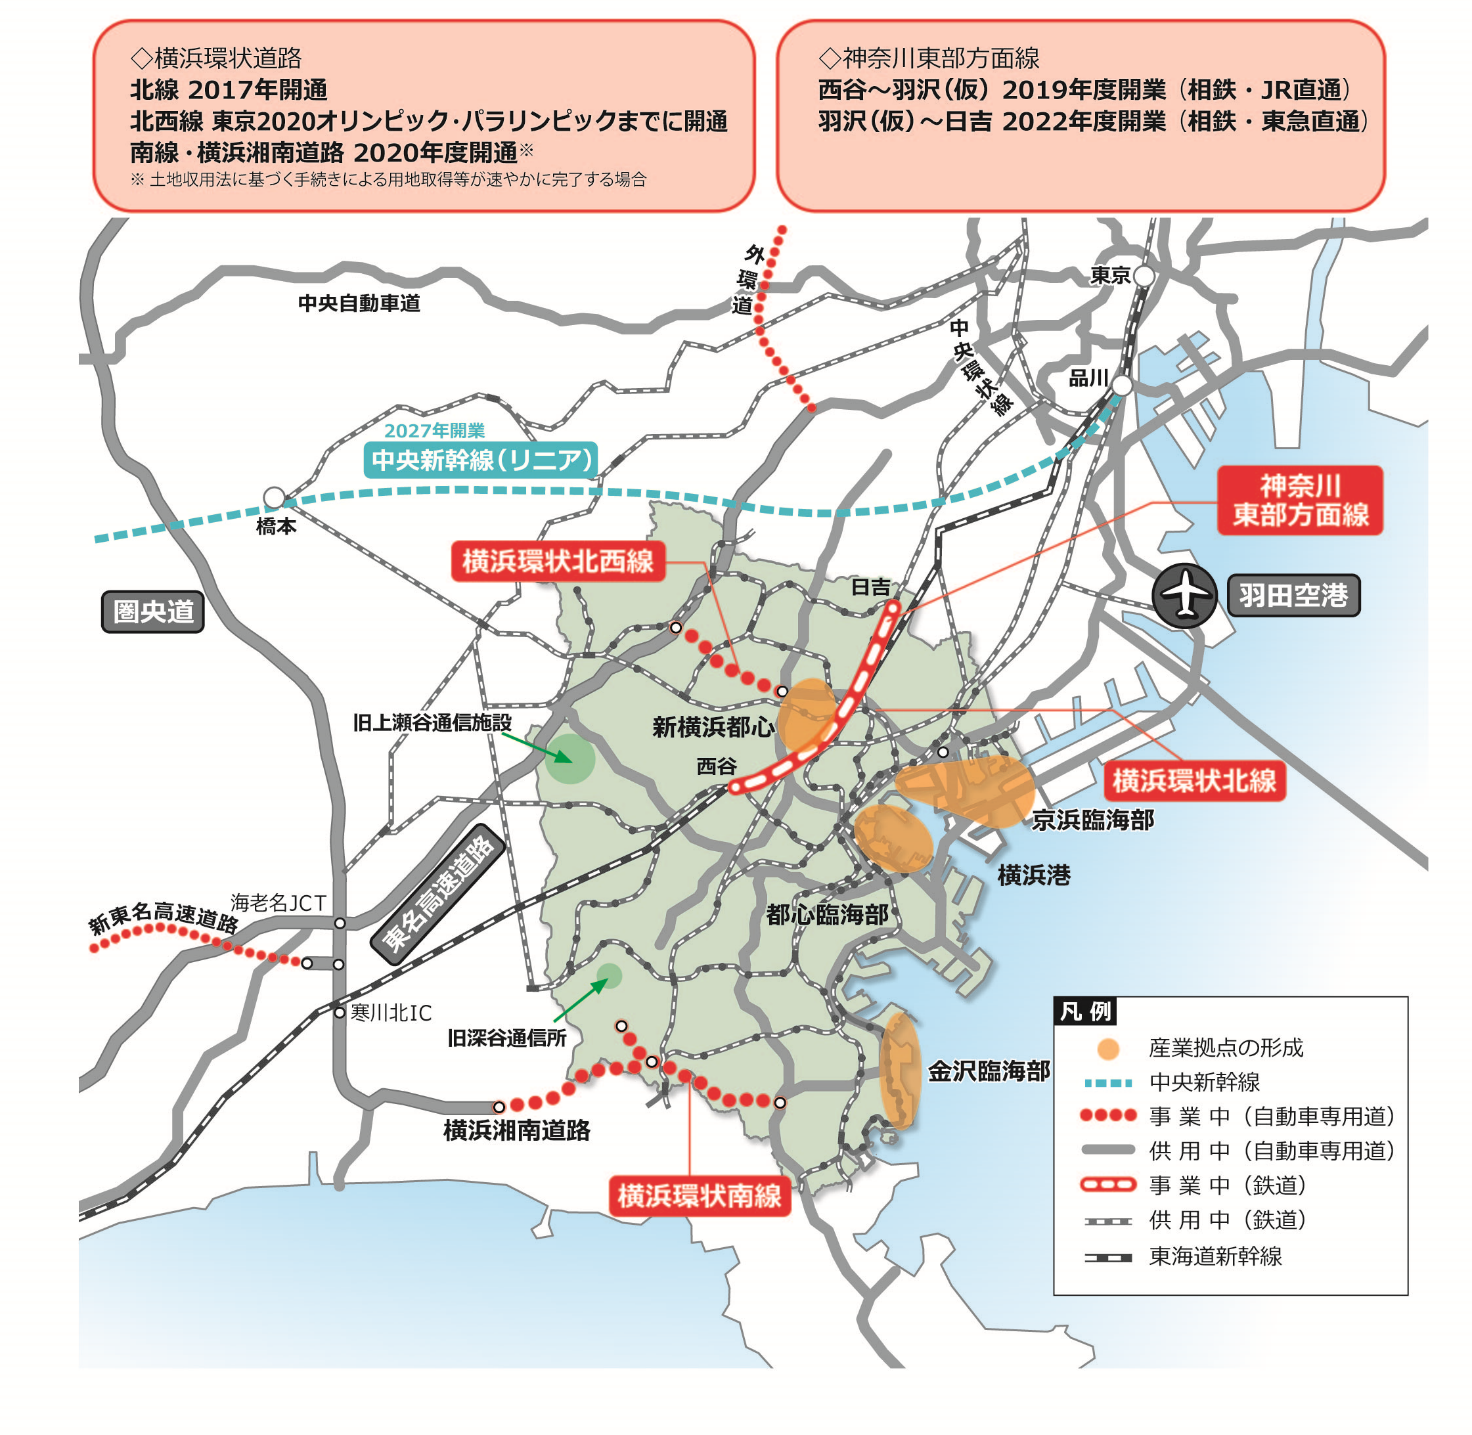 ◇横浜環状道路
北線 2017年開通
北西線 東京2020オリンピック・パラリンピックまでに開通
南線・横浜湘南道路 2020年度開通※
※ 土地収用法に基づく手続きによる用地取得等が速やかに完了する場合
◇神奈川東部方面線
西谷～羽沢（仮） 2019年度開業（相鉄・JR直通）
羽沢（仮）～日吉 2022年度開業（相鉄・東急直通）
外環道
東京
中央自動車道
中央環状線
品川
2027年開業
中央新幹線（リニア）
神奈川
東部方面線
橋本
横浜環状北西線
日吉
羽田空港
圏央道
旧上瀬谷通信施設
新横浜都心
西谷
横浜環状北線
京浜臨海部
東名高速道路
横浜港
海老名JCT
新東名高速道路
都心臨海部
寒川北IC
旧深谷通信所
金沢臨海部
横浜湘南道路
横浜環状南線
凡 例
産業拠点の形成
中央新幹線
事 業 中（自動車専用道）
供 用 中（自動車専用道）
事 業 中（鉄道）
供 用 中（鉄道）
東海道新幹線